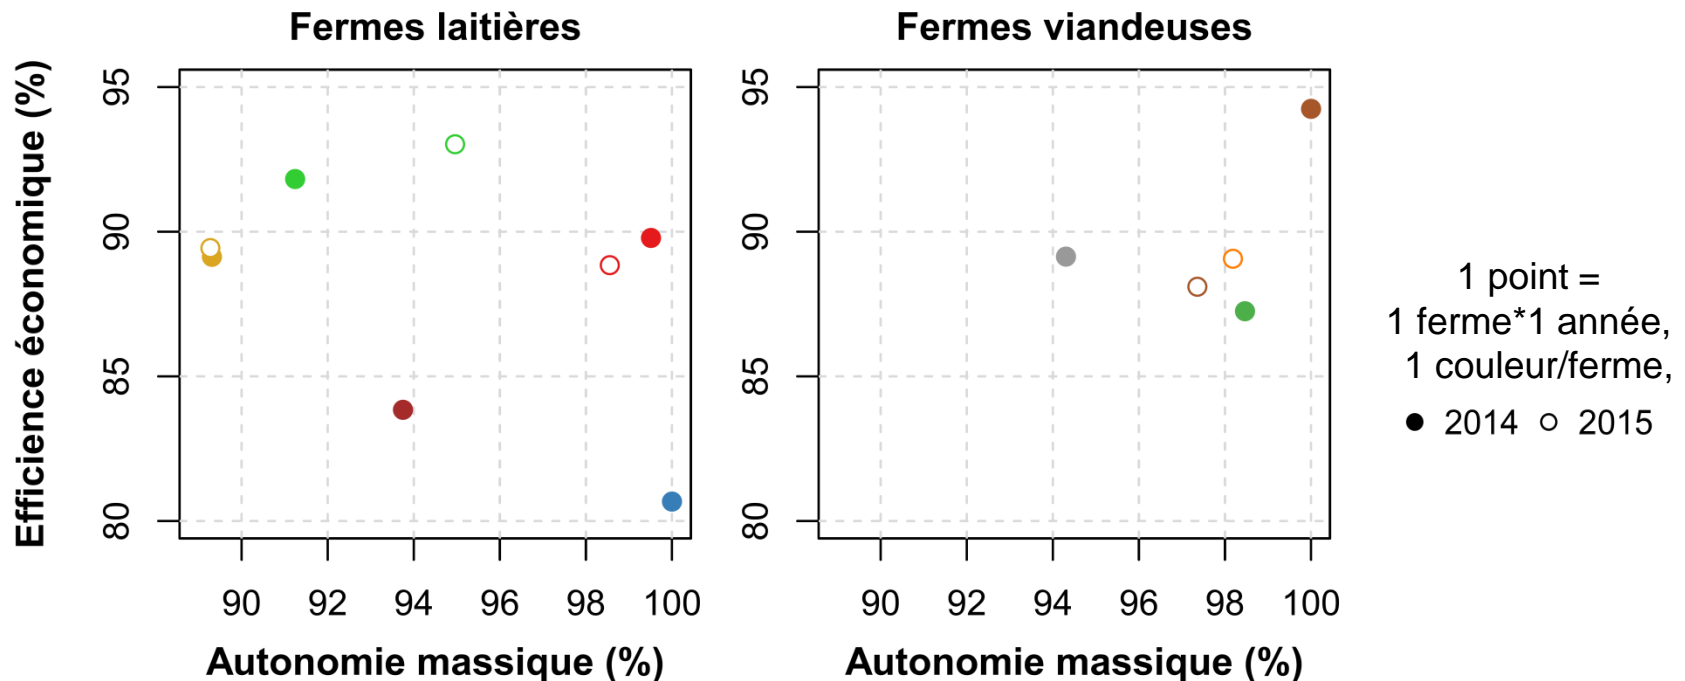 Fermes laitières
Fermes viandeuses
Efficience économique (%)
95
90
85
80
90 92 94 96 98 100
Autonomie massique (%)
95
90
85
80
90 92 94 96 98 100
Autonomie massique (%)
1 point =
1 ferme*1 année,
1 couleur/ferme,
2014 2015